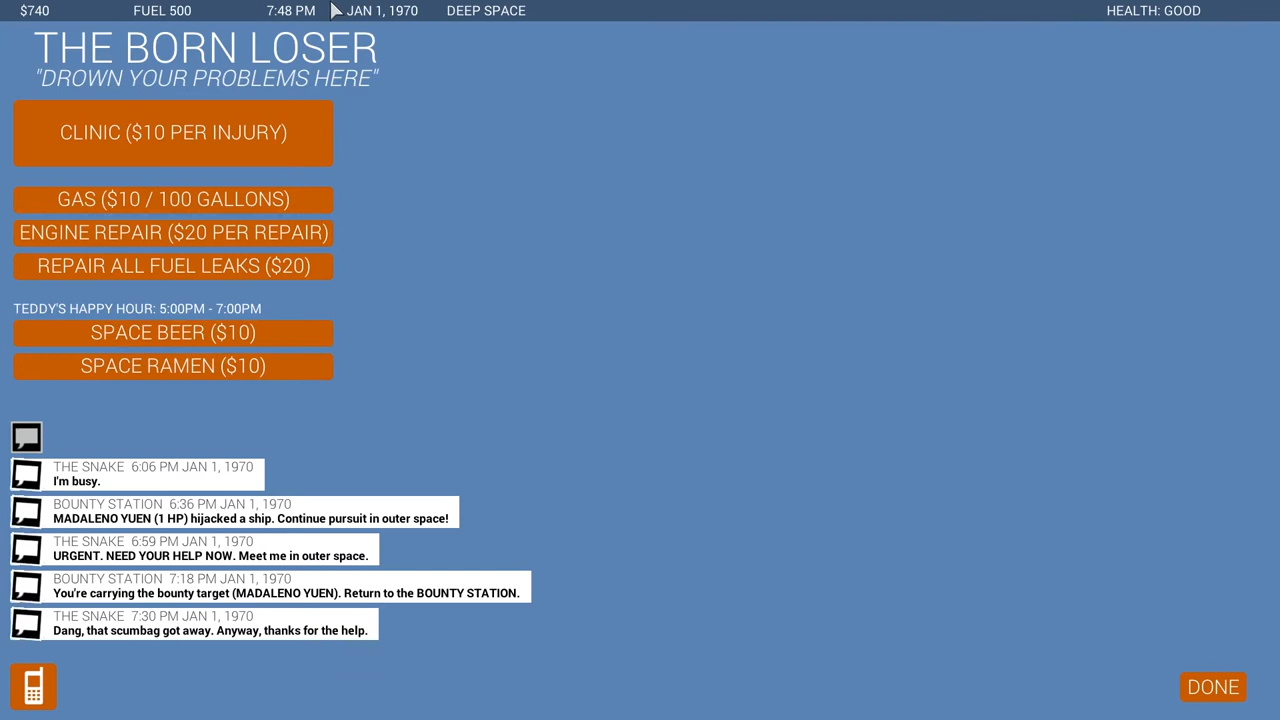 $740 FUEL 500 7:48 PM JAN 1, 1970 DEEP SPACE HEALTH: GOOD
THE BORN LOSER
"DROWN YOUR PROBLEMS HERE"
CLINIC ($10 PER INJURY)
GAS ($10 / 100 GALLONS)
ENGINE REPAIR ($20 PER REPAIR)
REPAIR ALL FUEL LEAKS ($20)
TEDDY'S HAPPY HOUR: 5:00PM - 7:00PM
SPACE BEER ($10)
SPACE RAMEN ($10)
THE SNAKE 6:06 PM JAN 1, 1970
I'm busy.
BOUNTY STATION 6:36 PM JAN 1, 1970
MADALENO YUEN (1 HP) hijacked a ship. Continue pursuit in outer space!
THE SNAKE 6:59 PM JAN 1, 1970
URGENT. NEED YOUR HELP NOW. Meet me in outer space.
BOUNTY STATION 7:18 PM JAN 1, 1970
You're carrying the bounty target (MADALENO YUEN). Return to the BOUNTY STATION.
THE SNAKE 7:30 PM JAN 1, 1970
Dang, that scumbag got away. Anyway, thanks for the help.
DONE